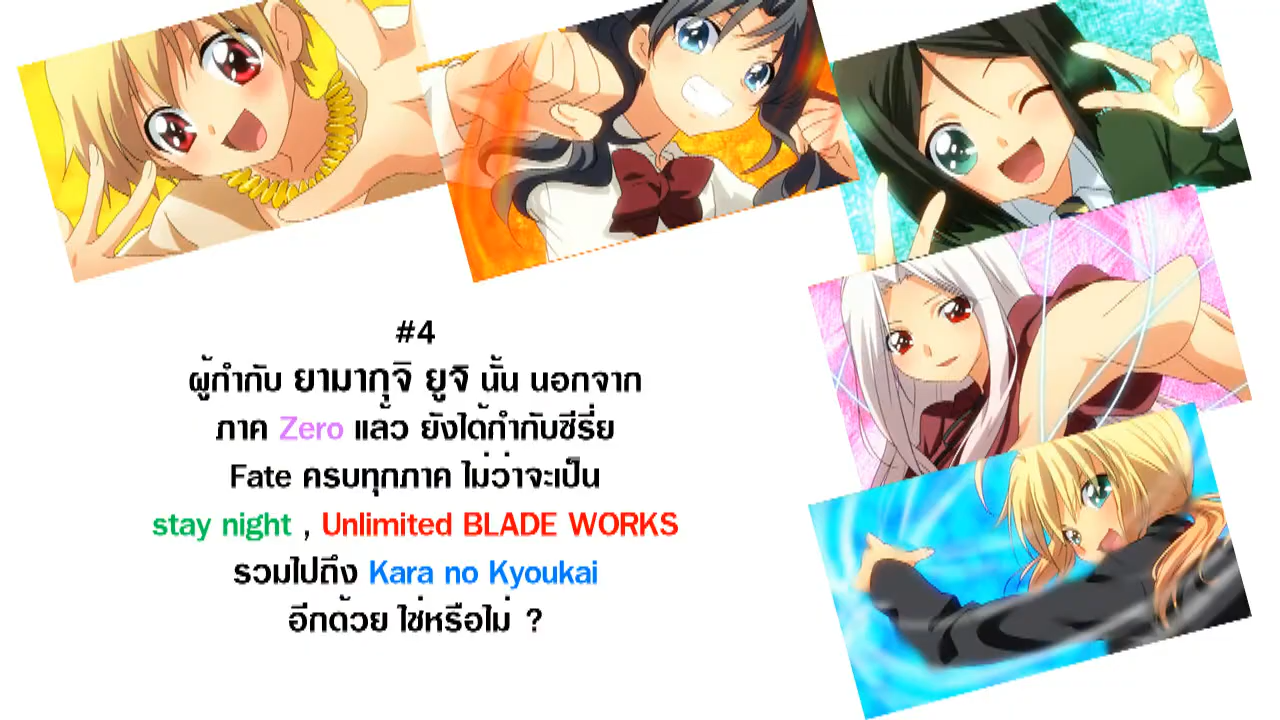 #4
ผู้กำกับ ยามากุจิ ยูจิ นั้น นอกจาก
ภาค Zero แล้ว ยังได้กำกับซีรี่ย
Fate ครบทุกภาค ไม่ว่าจะเป็น
stay night , Unlimited BLADE WORKS
รวมไปถึง Kara no Kyoukai
อีกด้วย ใช่หรือไม่ ?